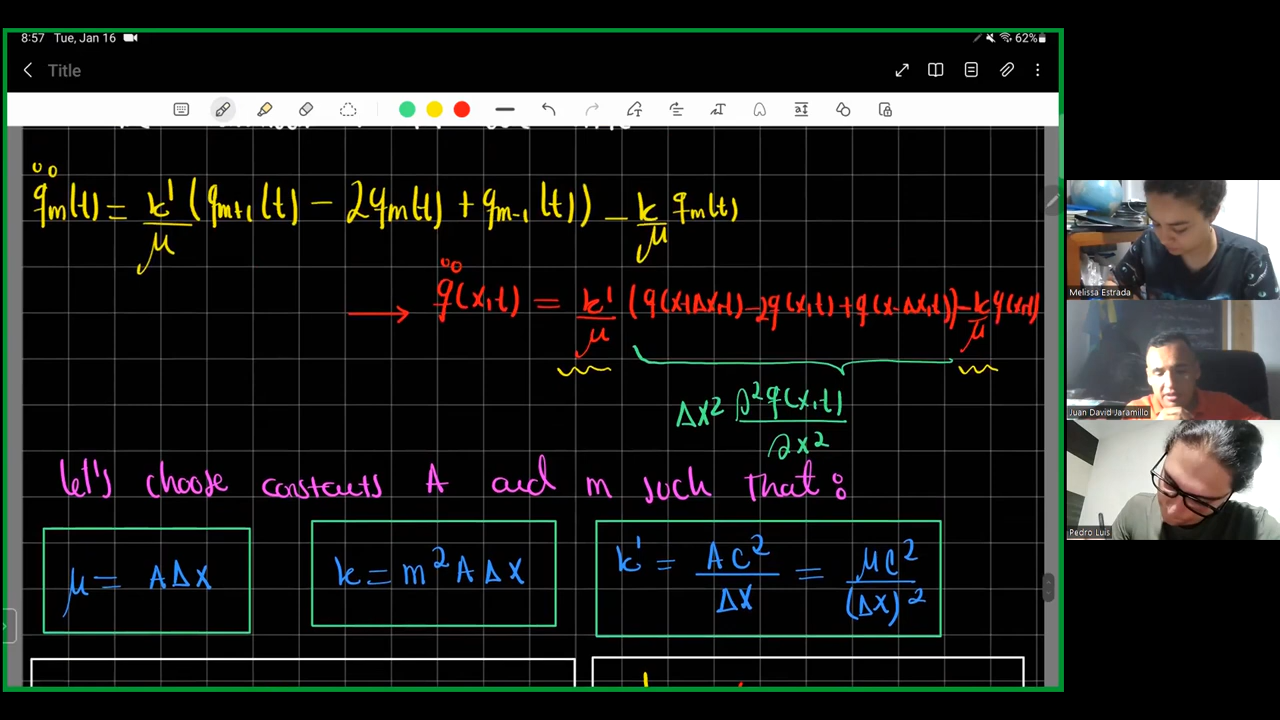 8:57 Tue, Jan 16 62%
Title
q̈m(t) = k'/μ (qm+1(t) − 2qm(t) + qm−1(t)) − k/μ qm(t)
→ q̈(x,t) = k'/μ (q(x+Δx,t) − 2q(x,t) + q(x−Δx,t)) − k/μ q(x,t)
Δx² ∂²q(x,t)/∂x²
let's choose constants A and m such that:
μ = AΔx
k = m²AΔx
k' = Ac²/Δx = μc²/(Δx)²
Melissa Estrada
Juan David Jaramillo
Pedro Luis